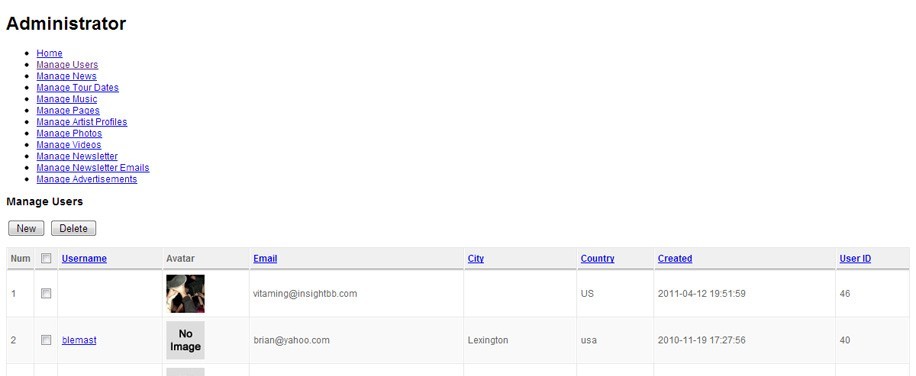 Administrator
Home
Manage Users
Manage News
Manage Tour Dates
Manage Music
Manage Pages
Manage Artist Profiles
Manage Photos
Manage Videos
Manage Newsletter
Manage Newsletter Emails
Manage Advertisements
Manage Users
New Delete
Num Username Avatar Email City Country Created User ID
1 vitaming@insightbb.com US 2011-04-12 19:51:59 46
2 blemast No Image brian@yahoo.com Lexington usa 2010-11-19 17:27:56 40